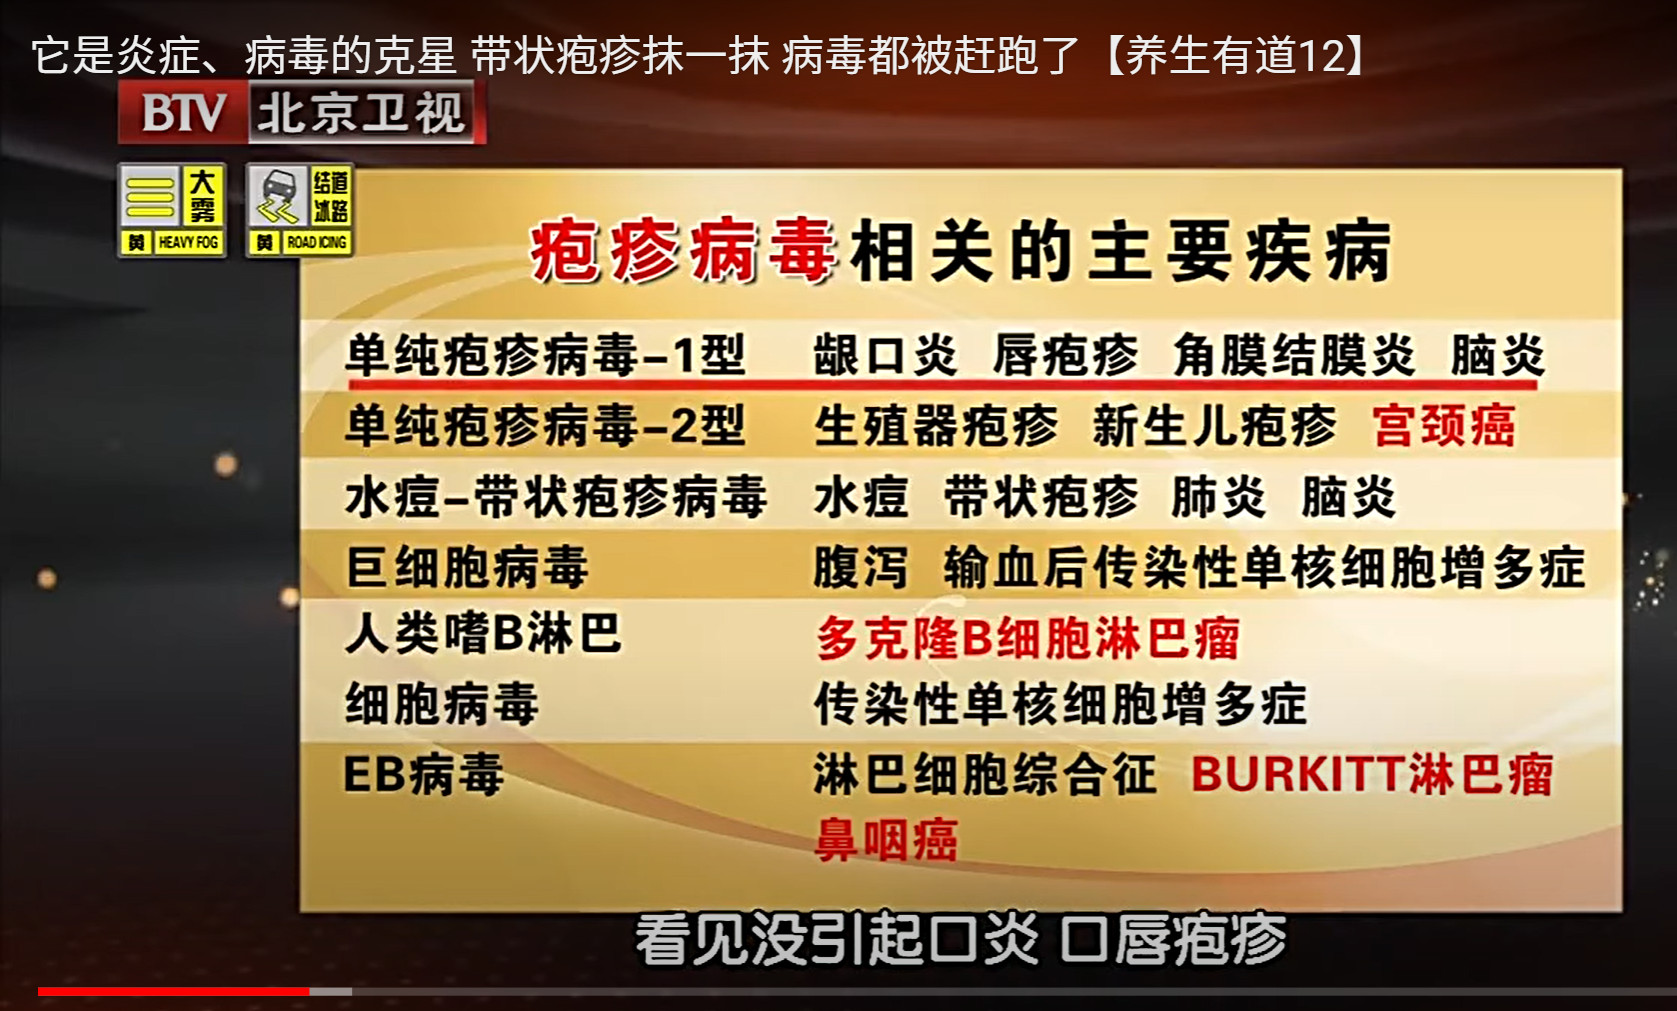 它是炎症、病毒的克星 带状疱疹抹一抹 病毒都被赶跑了【养生有道12】
BTV 北京卫视
大雾 黄 HEAVY FOG
道路结冰 黄 ROAD ICING
疱疹病毒相关的主要疾病
单纯疱疹病毒-1型 龈口炎 唇疱疹 角膜结膜炎 脑炎
单纯疱疹病毒-2型 生殖器疱疹 新生儿疱疹 宫颈癌
水痘-带状疱疹病毒 水痘 带状疱疹 肺炎 脑炎
巨细胞病毒 腹泻 输血后传染性单核细胞增多症
人类嗜B淋巴 多克隆B细胞淋巴瘤
细胞病毒 传染性单核细胞增多症
EB病毒 淋巴细胞综合征 BURKITT淋巴瘤
鼻咽癌
看见没引起口炎 口唇疱疹